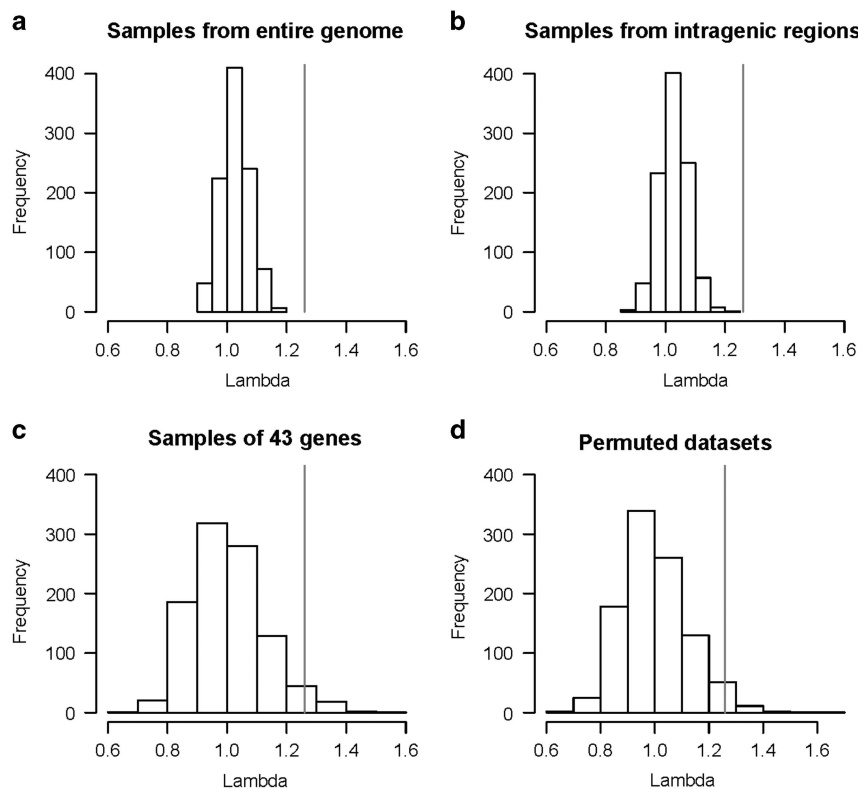 a
Samples from entire genome
Frequency
400
300
200
100
0
0.6 0.8 1.0 1.2 1.4 1.6
Lambda
b
Samples from intragenic regions
Frequency
400
300
200
100
0
0.6 0.8 1.0 1.2 1.4 1.6
Lambda
c
Samples of 43 genes
Frequency
400
300
200
100
0
0.6 0.8 1.0 1.2 1.4 1.6
Lambda
d
Permuted datasets
Frequency
400
300
200
100
0
0.6 0.8 1.0 1.2 1.4 1.6
Lambda